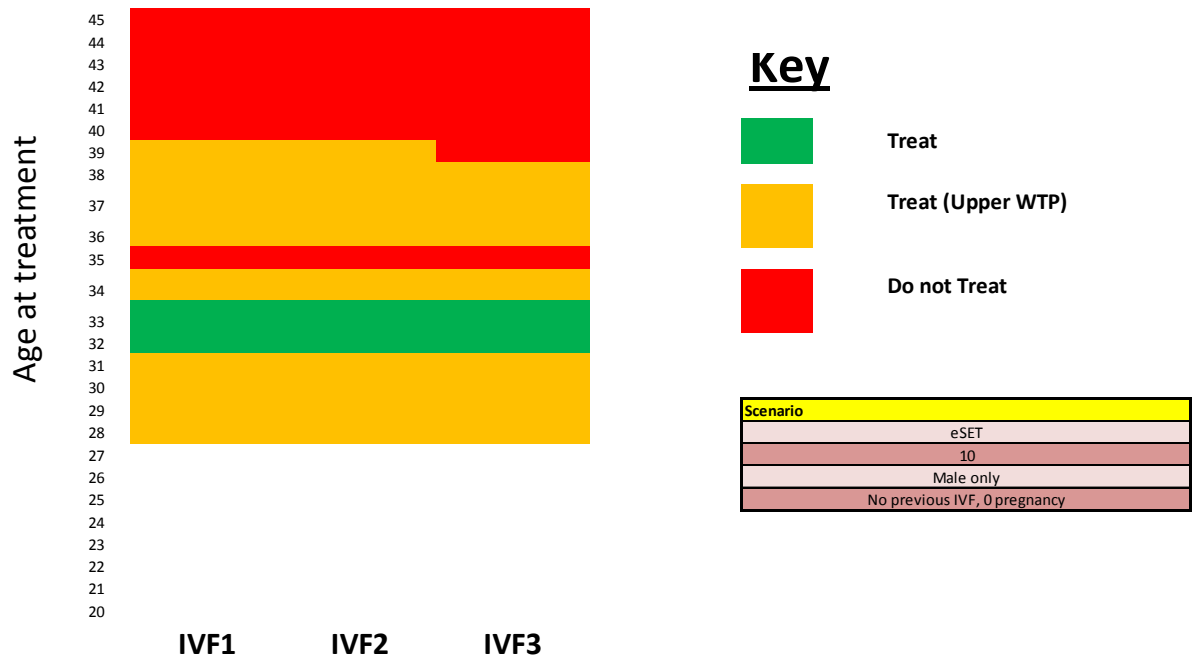 Age at treatment
45
44
43
42
41
40
39
38
37
36
35
34
33
32
31
30
29
28
27
26
25
24
23
22
21
20
IVF1 IVF2 IVF3
Key
Treat
Treat (Upper WTP)
Do not Treat
Scenario
eSET
10
Male only
No previous IVF, 0 pregnancy